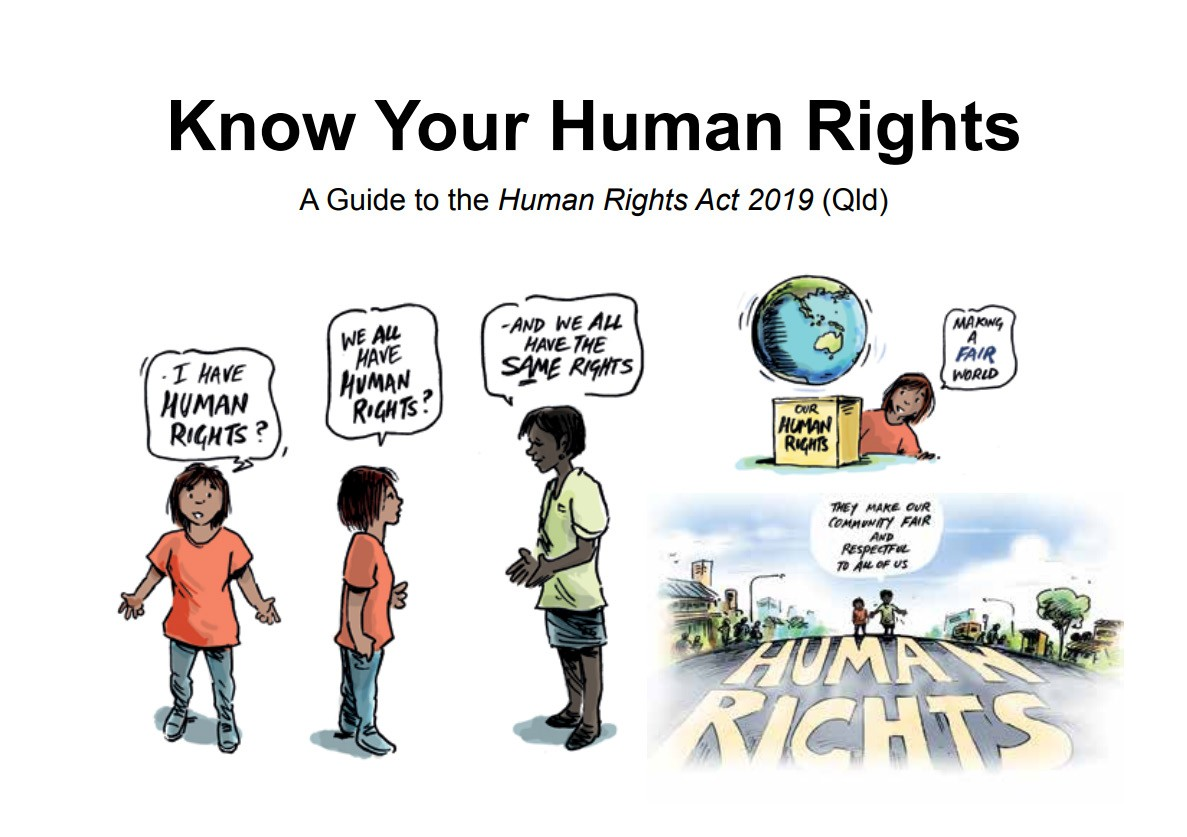 Know Your Human Rights
A Guide to the Human Rights Act 2019 (Qld)
- I HAVE
HUMAN
RIGHTS?
WE ALL
HAVE
HUMAN
RIGHTS?
-AND WE ALL
HAVE THE
SAME RIGHTS
MAKING
A
FAIR
WORLD
OUR
HUMAN
RIGHTS
THEY MAKE OUR
COMMUNITY FAIR
AND
RESPECTFUL
TO ALL OF US
HUMAN
RIGHTS